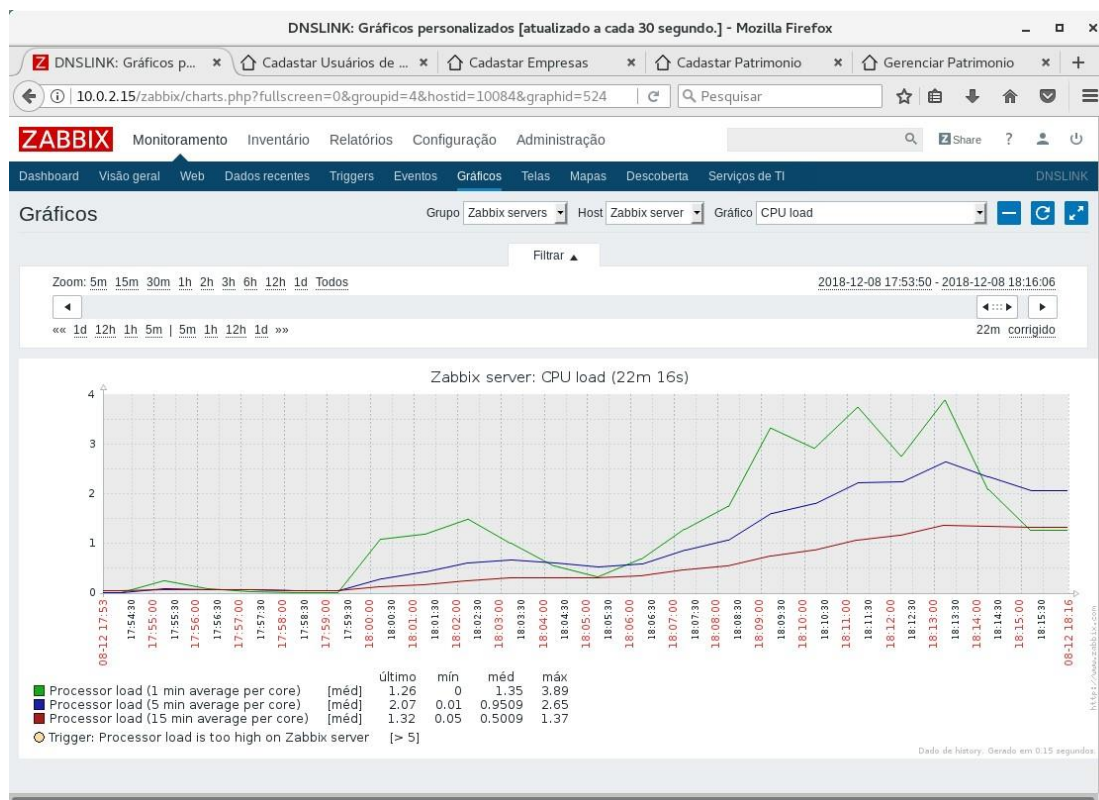 DNSLINK: Gráficos personalizados [atualizado a cada 30 segundo.] - Mozilla Firefox
DNSLINK: Gráficos p... Cadastar Usuários de ... Cadastar Empresas Cadastar Patrimonio Gerenciar Patrimonio
10.0.2.15/zabbix/charts.php?fullscreen=0&groupid=4&hostid=10084&graphid=524 Pesquisar
ZABBIX Monitoramento Inventário Relatórios Configuração Administração Z Share ?
Dashboard Visão geral Web Dados recentes Triggers Eventos Gráficos Telas Mapas Descoberta Serviços de TI DNSLINK
Gráficos Grupo Zabbix servers Host Zabbix server Gráfico CPU load
Filtrar ▲
Zoom: 5m 15m 30m 1h 2h 3h 6h 12h 1d Todos 2018-12-08 17:53:50 - 2018-12-08 18:16:06
«« 1d 12h 1h 5m | 5m 1h 12h 1d »» 22m corrigido
Zabbix server: CPU load (22m 16s)
4
3
2
1
0
08-12 17:53 17:54:30 17:55:00 17:55:30 17:56:00 17:56:30 17:57:00 17:57:30 17:58:00 17:58:30 17:59:00 17:59:30 18:00:00 18:00:30 18:01:00 18:01:30 18:02:00 18:02:30 18:03:00 18:03:30 18:04:00 18:04:30 18:05:00 18:05:30 18:06:00 18:06:30 18:07:00 18:07:30 18:08:00 18:08:30 18:09:00 18:09:30 18:10:00 18:10:30 18:11:00 18:11:30 18:12:00 18:12:30 18:13:00 18:13:30 18:14:00 18:14:30 18:15:00 18:15:30 08-12 18:16
http://www.zabbix.com
último mín méd máx
Processor load (1 min average per core) [méd] 1.26 0 1.35 3.89
Processor load (5 min average per core) [méd] 2.07 0.01 0.9509 2.65
Processor load (15 min average per core) [méd] 1.32 0.05 0.5009 1.37
Trigger: Processor load is too high on Zabbix server [> 5]
Dado de history. Gerado em 0.15 segundos.